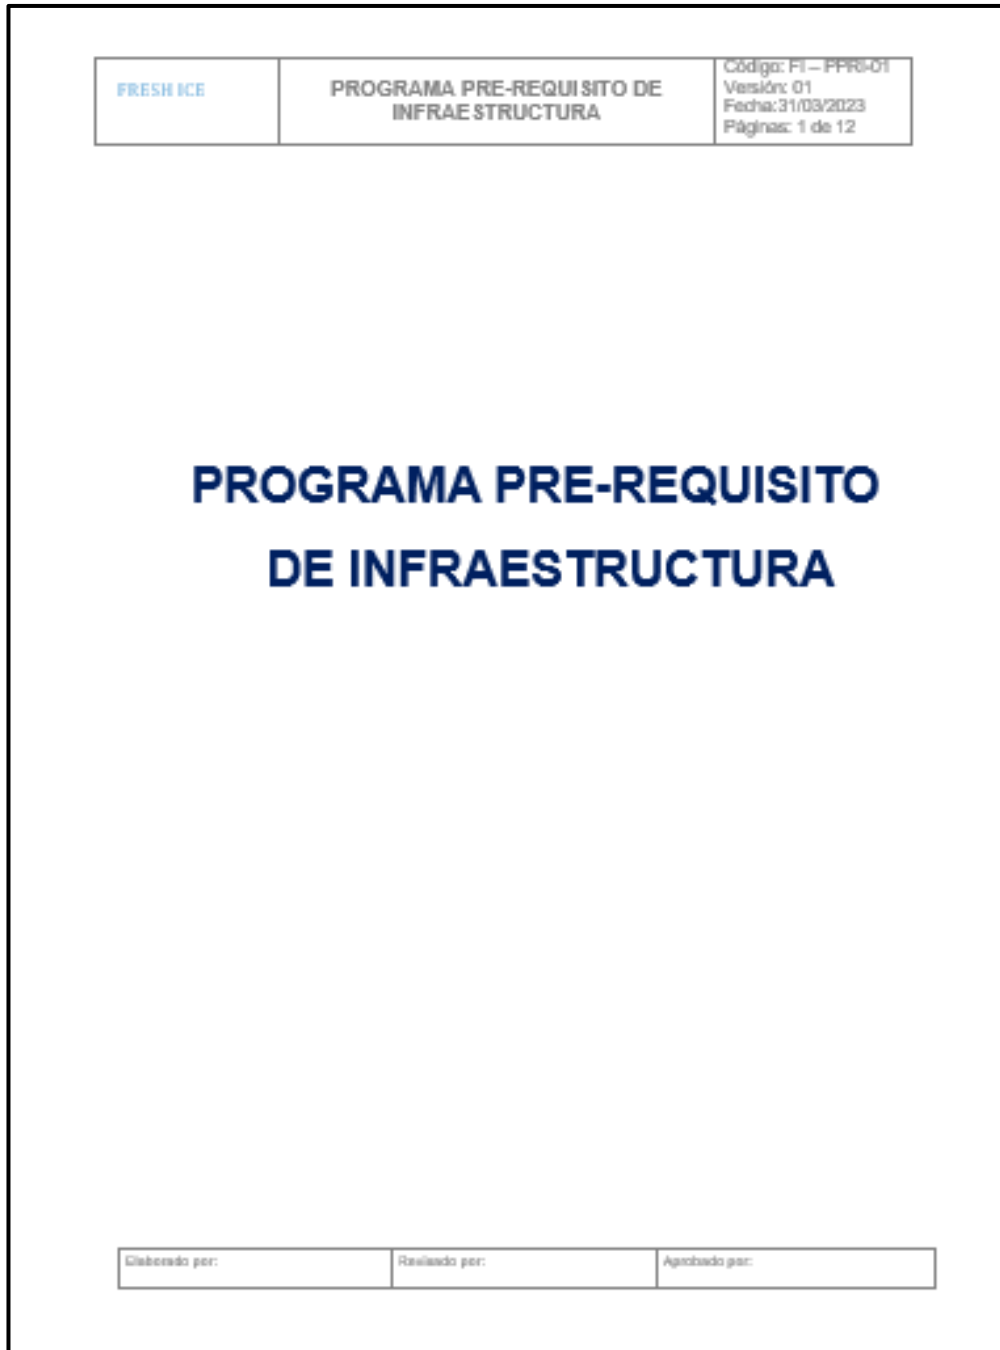 FRESH ICE
PROGRAMA PRE-REQUISITO DE
INFRAESTRUCTURA
Código: FI – PPRI-01
Versión: 01
Fecha:31/03/2023
Páginas: 1 de 12
PROGRAMA PRE-REQUISITO
DE INFRAESTRUCTURA
Elaborado por:
Revisado por:
Aprobado por: